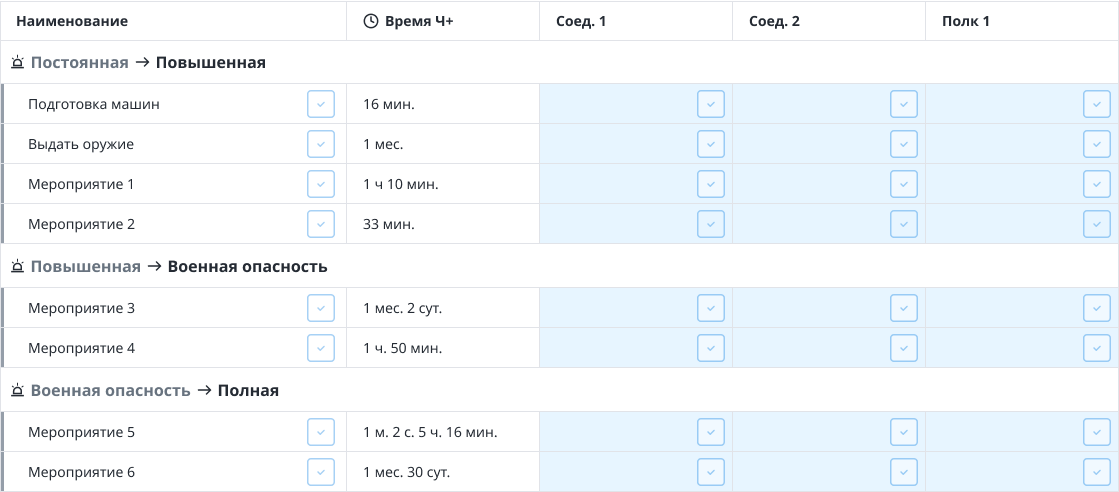 Наименование Время Ч+ Соед. 1 Соед. 2 Полк 1
Постоянная → Повышенная
Подготовка машин 16 мин.
Выдать оружие 1 мес.
Мероприятие 1 1 ч 10 мин.
Мероприятие 2 33 мин.
Повышенная → Военная опасность
Мероприятие 3 1 мес. 2 сут.
Мероприятие 4 1 ч. 50 мин.
Военная опасность → Полная
Мероприятие 5 1 м. 2 с. 5 ч. 16 мин.
Мероприятие 6 1 мес. 30 сут.